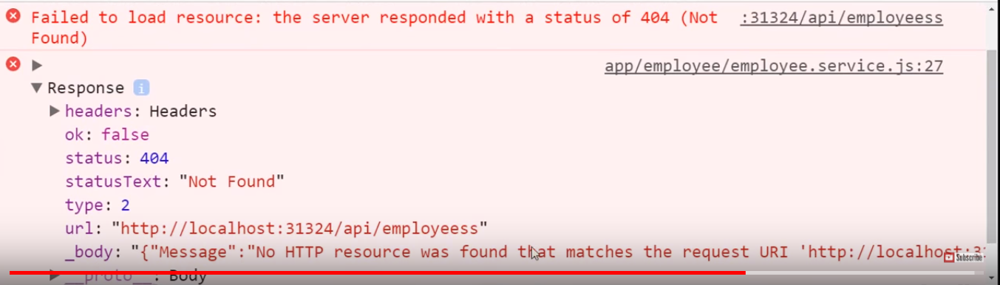 Failed to load resource: the server responded with a status of 404 (Not :31324/api/employeess
Found)
app/employee/employee.service.js:27
Response i
headers: Headers
ok: false
status: 404
statusText: "Not Found"
type: 2
url: "http://localhost:31324/api/employeess"
_body: "{"Message":"No HTTP resource was found that matches the request URI 'http://localhost:3
Subscribe
__proto__: Body